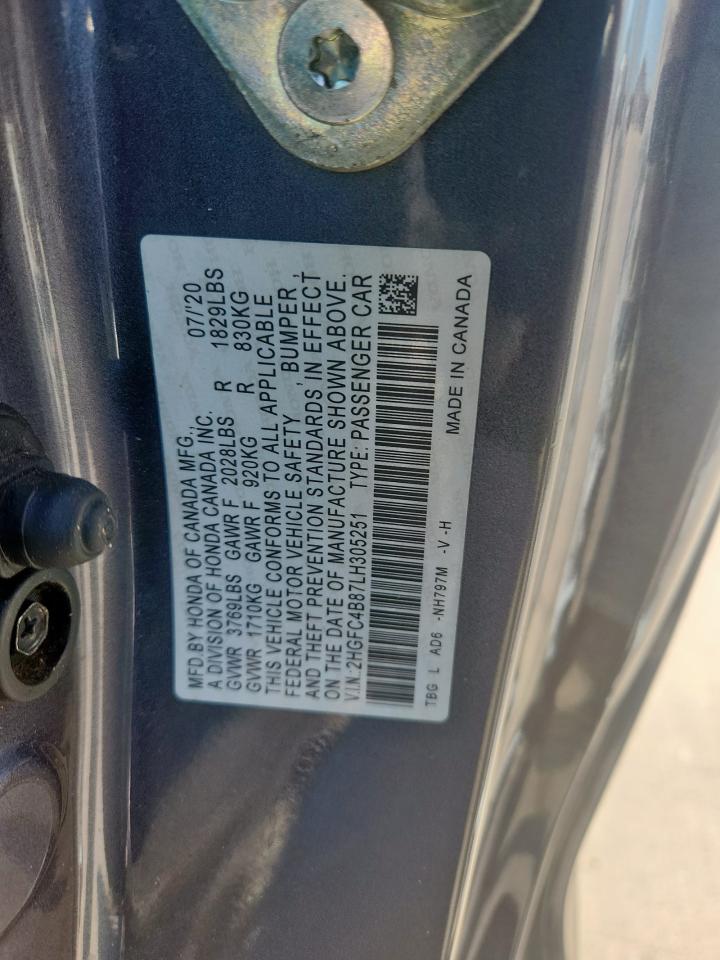 MFD.BY HONDA OF CANADA MFG., 07/'20
A DIVISION OF HONDA CANADA INC.
GVWR 3769LBS GAWR F 2028LBS R 1829LBS
GVWR 1710KG GAWR F 920KG R 830KG
THIS VEHICLE CONFORMS TO ALL APPLICABLE
FEDERAL MOTOR VEHICLE SAFETY , BUMPER ,
AND THEFT PREVENTION STANDARDS IN EFFECT
ON THE DATE OF MANUFACTURE SHOWN ABOVE.
V.I.N.:2HGFC4B87LH305251 TYPE: PASSENGER CAR
TBG L AD6 -NH797M -V -H
MADE IN CANADA